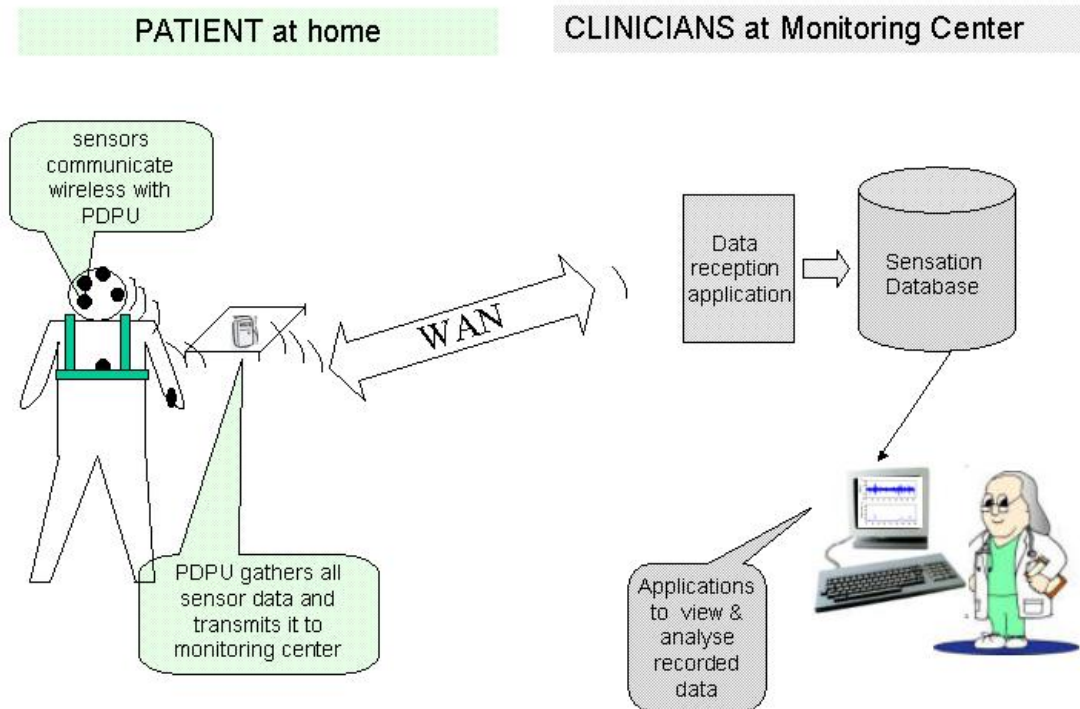 PATIENT at home
CLINICIANS at Monitoring Center
sensors
communicate
wireless with
PDPU
Data
reception
application
Sensation
Database
WAN
PDPU gathers all
sensor data and
transmits it to
monitoring center
Applications
to view &
analyse
recorded
data